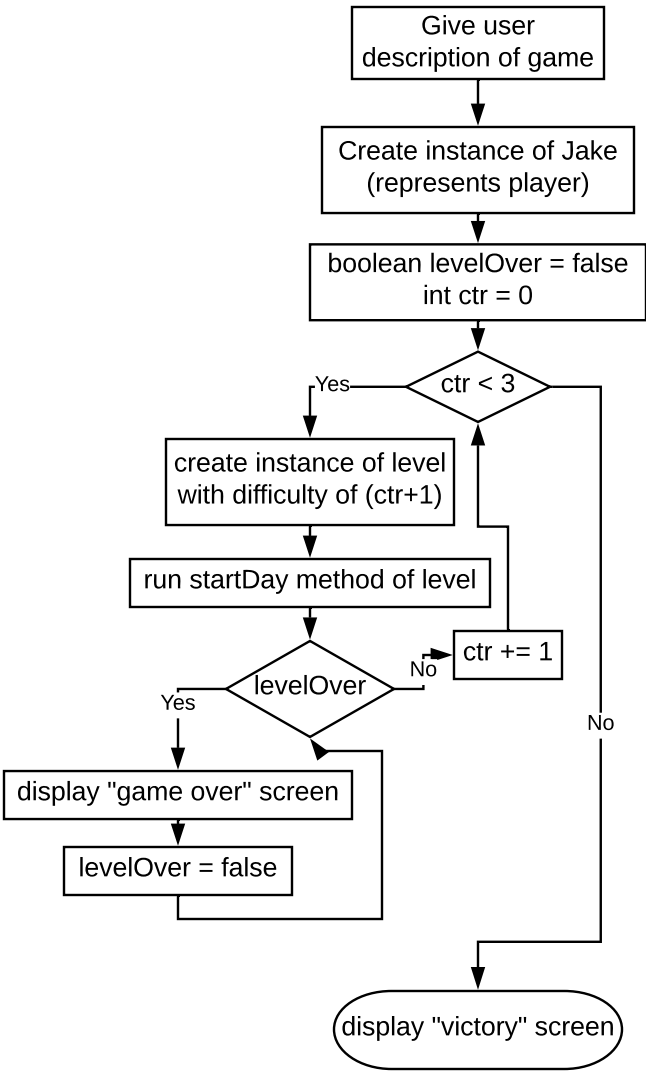 Give user
description of game
Create instance of Jake
(represents player)
boolean levelOver = false
int ctr = 0
ctr < 3
Yes
create instance of level
with difficulty of (ctr+1)
run startDay method of level
ctr += 1
No
levelOver
Yes
No
display "game over" screen
levelOver = false
display "victory" screen